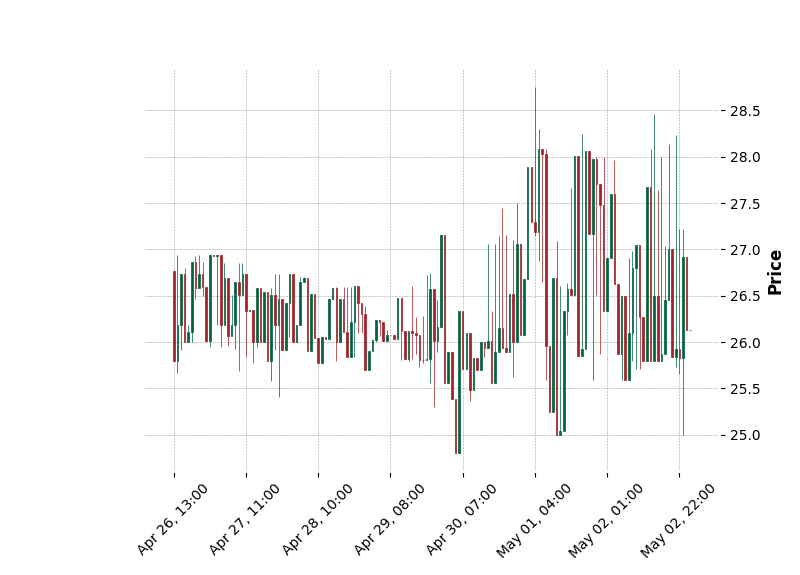 28.5
28.0
27.5
27.0
26.5
26.0
25.5
25.0
Price
Apr 26, 13:00
Apr 27, 11:00
Apr 28, 10:00
Apr 29, 08:00
Apr 30, 07:00
May 01, 04:00
May 02, 01:00
May 02, 22:00